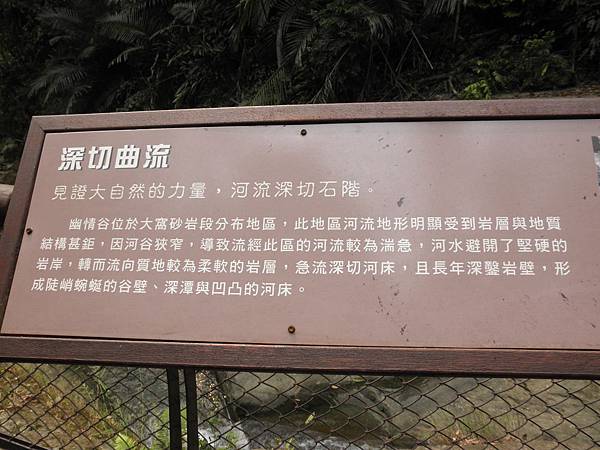 深切曲流
見證大自然的力量，河流深切石階。
幽情谷位於大窩砂岩段分布地區，此地區河流地形明顯受到岩層與地質
結構甚鉅，因河谷狹窄，導致流經此區的河流較為湍急，河水避開了堅硬的
岩岸，轉而流向質地較為柔軟的岩層，急流深切河床，且長年深鑿岩壁，形
成陡峭蜿蜒的谷壁、深潭與凹凸的河床。